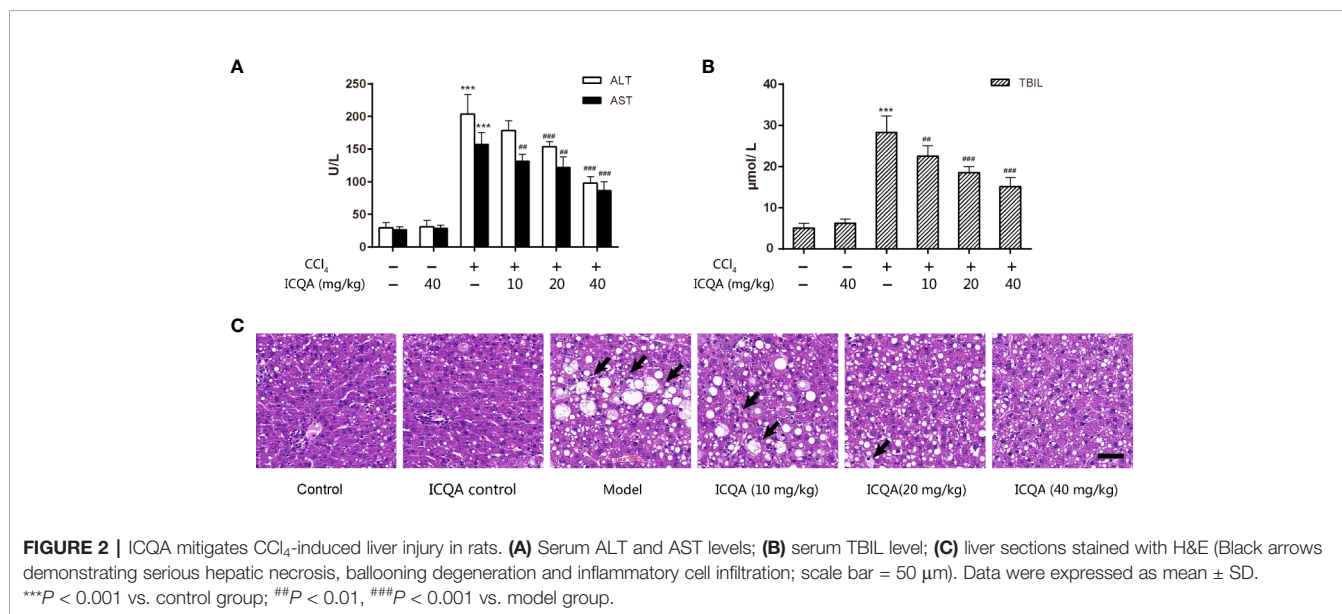 A
ALT
AST
250
200
150
100
50
0
U/L
***
***
##
###
##
###
###
CCl₄ – – + + + +
ICQA (mg/kg) – 40 – 10 20 40
B
TBIL
40
30
20
10
0
μmol/ L
***
##
###
###
CCl₄ – – + + + +
ICQA (mg/kg) – 40 – 10 20 40
C
Control ICQA control Model ICQA (10 mg/kg) ICQA(20 mg/kg) ICQA (40 mg/kg)
FIGURE 2 | ICQA mitigates CCl₄-induced liver injury in rats. (A) Serum ALT and AST levels; (B) serum TBIL level; (C) liver sections stained with H&E (Black arrows
demonstrating serious hepatic necrosis, ballooning degeneration and inflammatory cell infiltration; scale bar = 50 μm). Data were expressed as mean ± SD.
***P < 0.001 vs. control group; ##P < 0.01, ###P < 0.001 vs. model group.